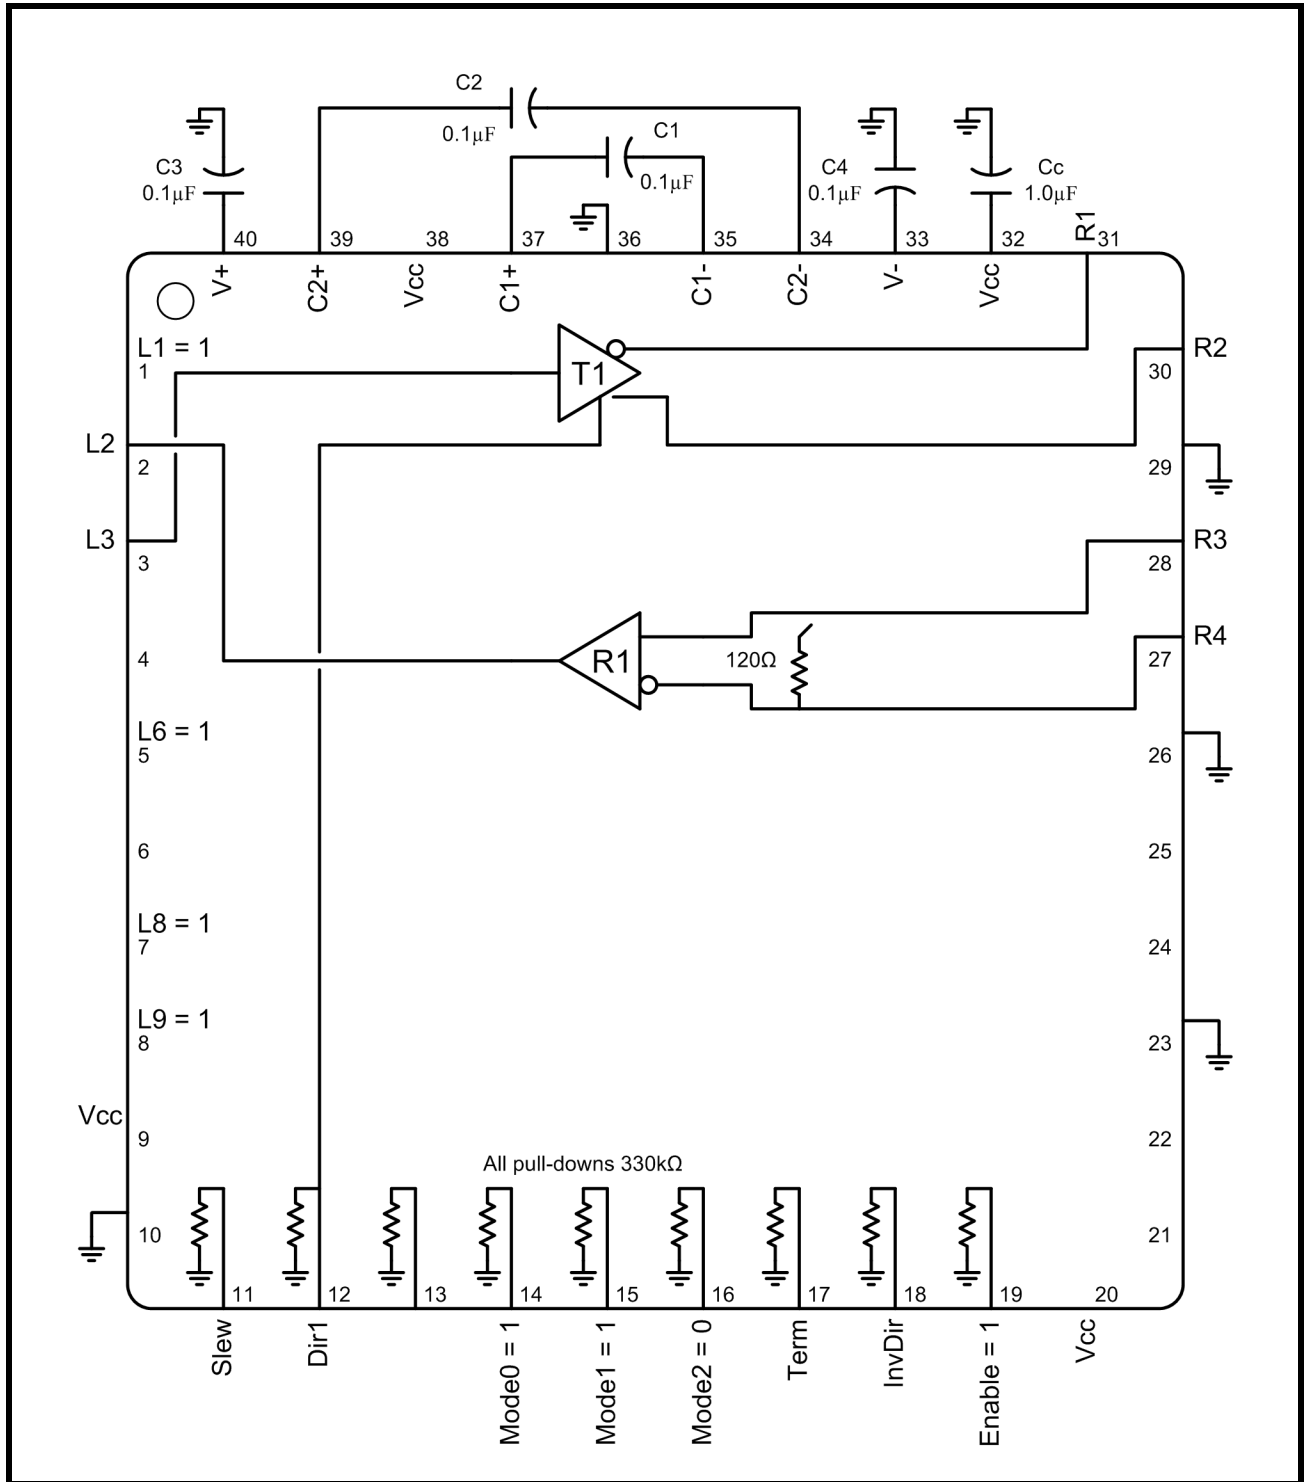 C2
0.1µF
C1
0.1µF
C3
0.1µF
C4
0.1µF
Cc
1.0µF
R1
40
39
38
37
36
35
34
33
32
31
V+
C2+
Vcc
C1+
C1-
C2-
V-
Vcc
L1 = 1
1
T1
R2
30
L2
2
29
L3
3
R3
28
4
R1
120Ω
R4
27
L6 = 1
5
26
6
25
L8 = 1
7
24
L9 = 1
8
23
Vcc
9
22
All pull-downs 330kΩ
10
21
11
12
13
14
15
16
17
18
19
20
Slew
Dir1
Mode0 = 1
Mode1 = 1
Mode2 = 0
Term
InvDir
Enable = 1
Vcc